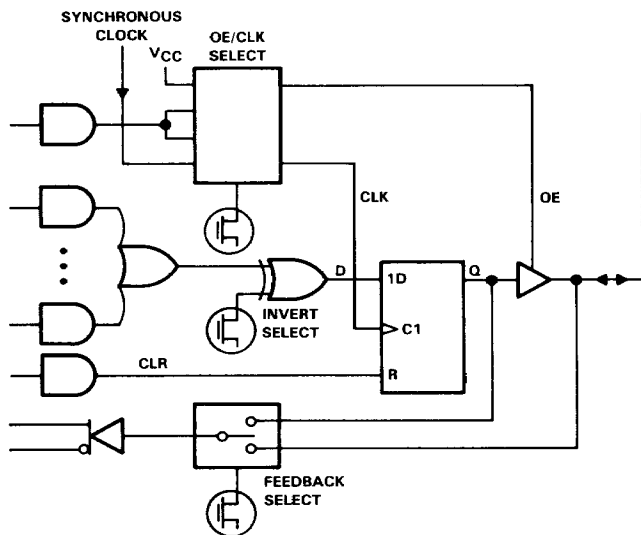 SYNCHRONOUS
CLOCK
VCC
OE/CLK
SELECT
CLK
OE
D
1D
Q
INVERT
SELECT
C1
CLR
R
FEEDBACK
SELECT